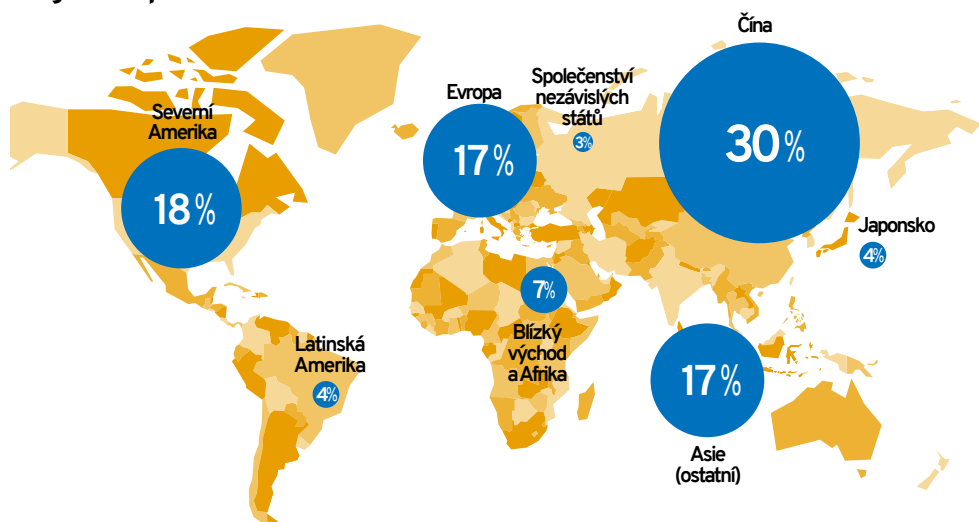 Čína
30%
Společenství
nezávislých
států
3%
Evropa
17%
Severní
Amerika
18%
Japonsko
4%
7%
Blízký
východ
a Afrika
Latinská
Amerika
4%
17%
Asie
(ostatní)